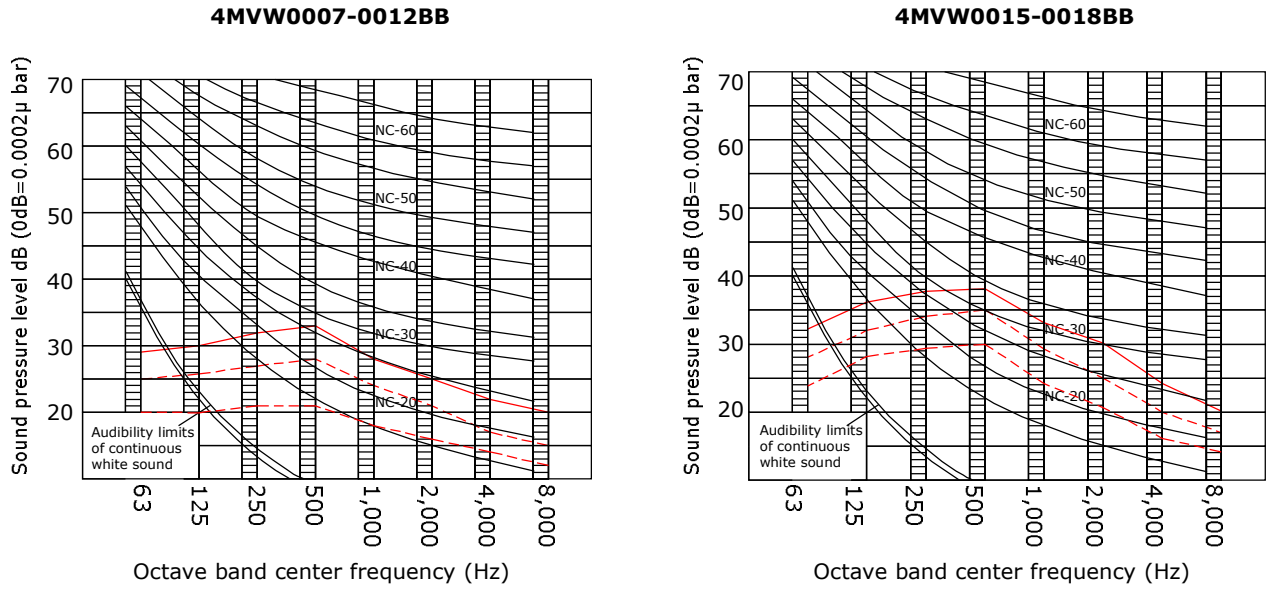 4MVW0007-0012BB
Sound pressure level dB (0dB=0.0002µ bar)
70
60
50
40
30
20
NC-60
NC-50
NC-40
NC-30
NC-20
Audibility limits
of continuous
white sound
63
125
250
500
1,000
2,000
4,000
8,000
Octave band center frequency (Hz)
4MVW0015-0018BB
Sound pressure level dB (0dB=0.0002µ bar)
70
60
50
40
30
20
NC-60
NC-50
NC-40
NC-30
NC-20
Audibility limits
of continuous
white sound
63
125
250
500
1,000
2,000
4,000
8,000
Octave band center frequency (Hz)